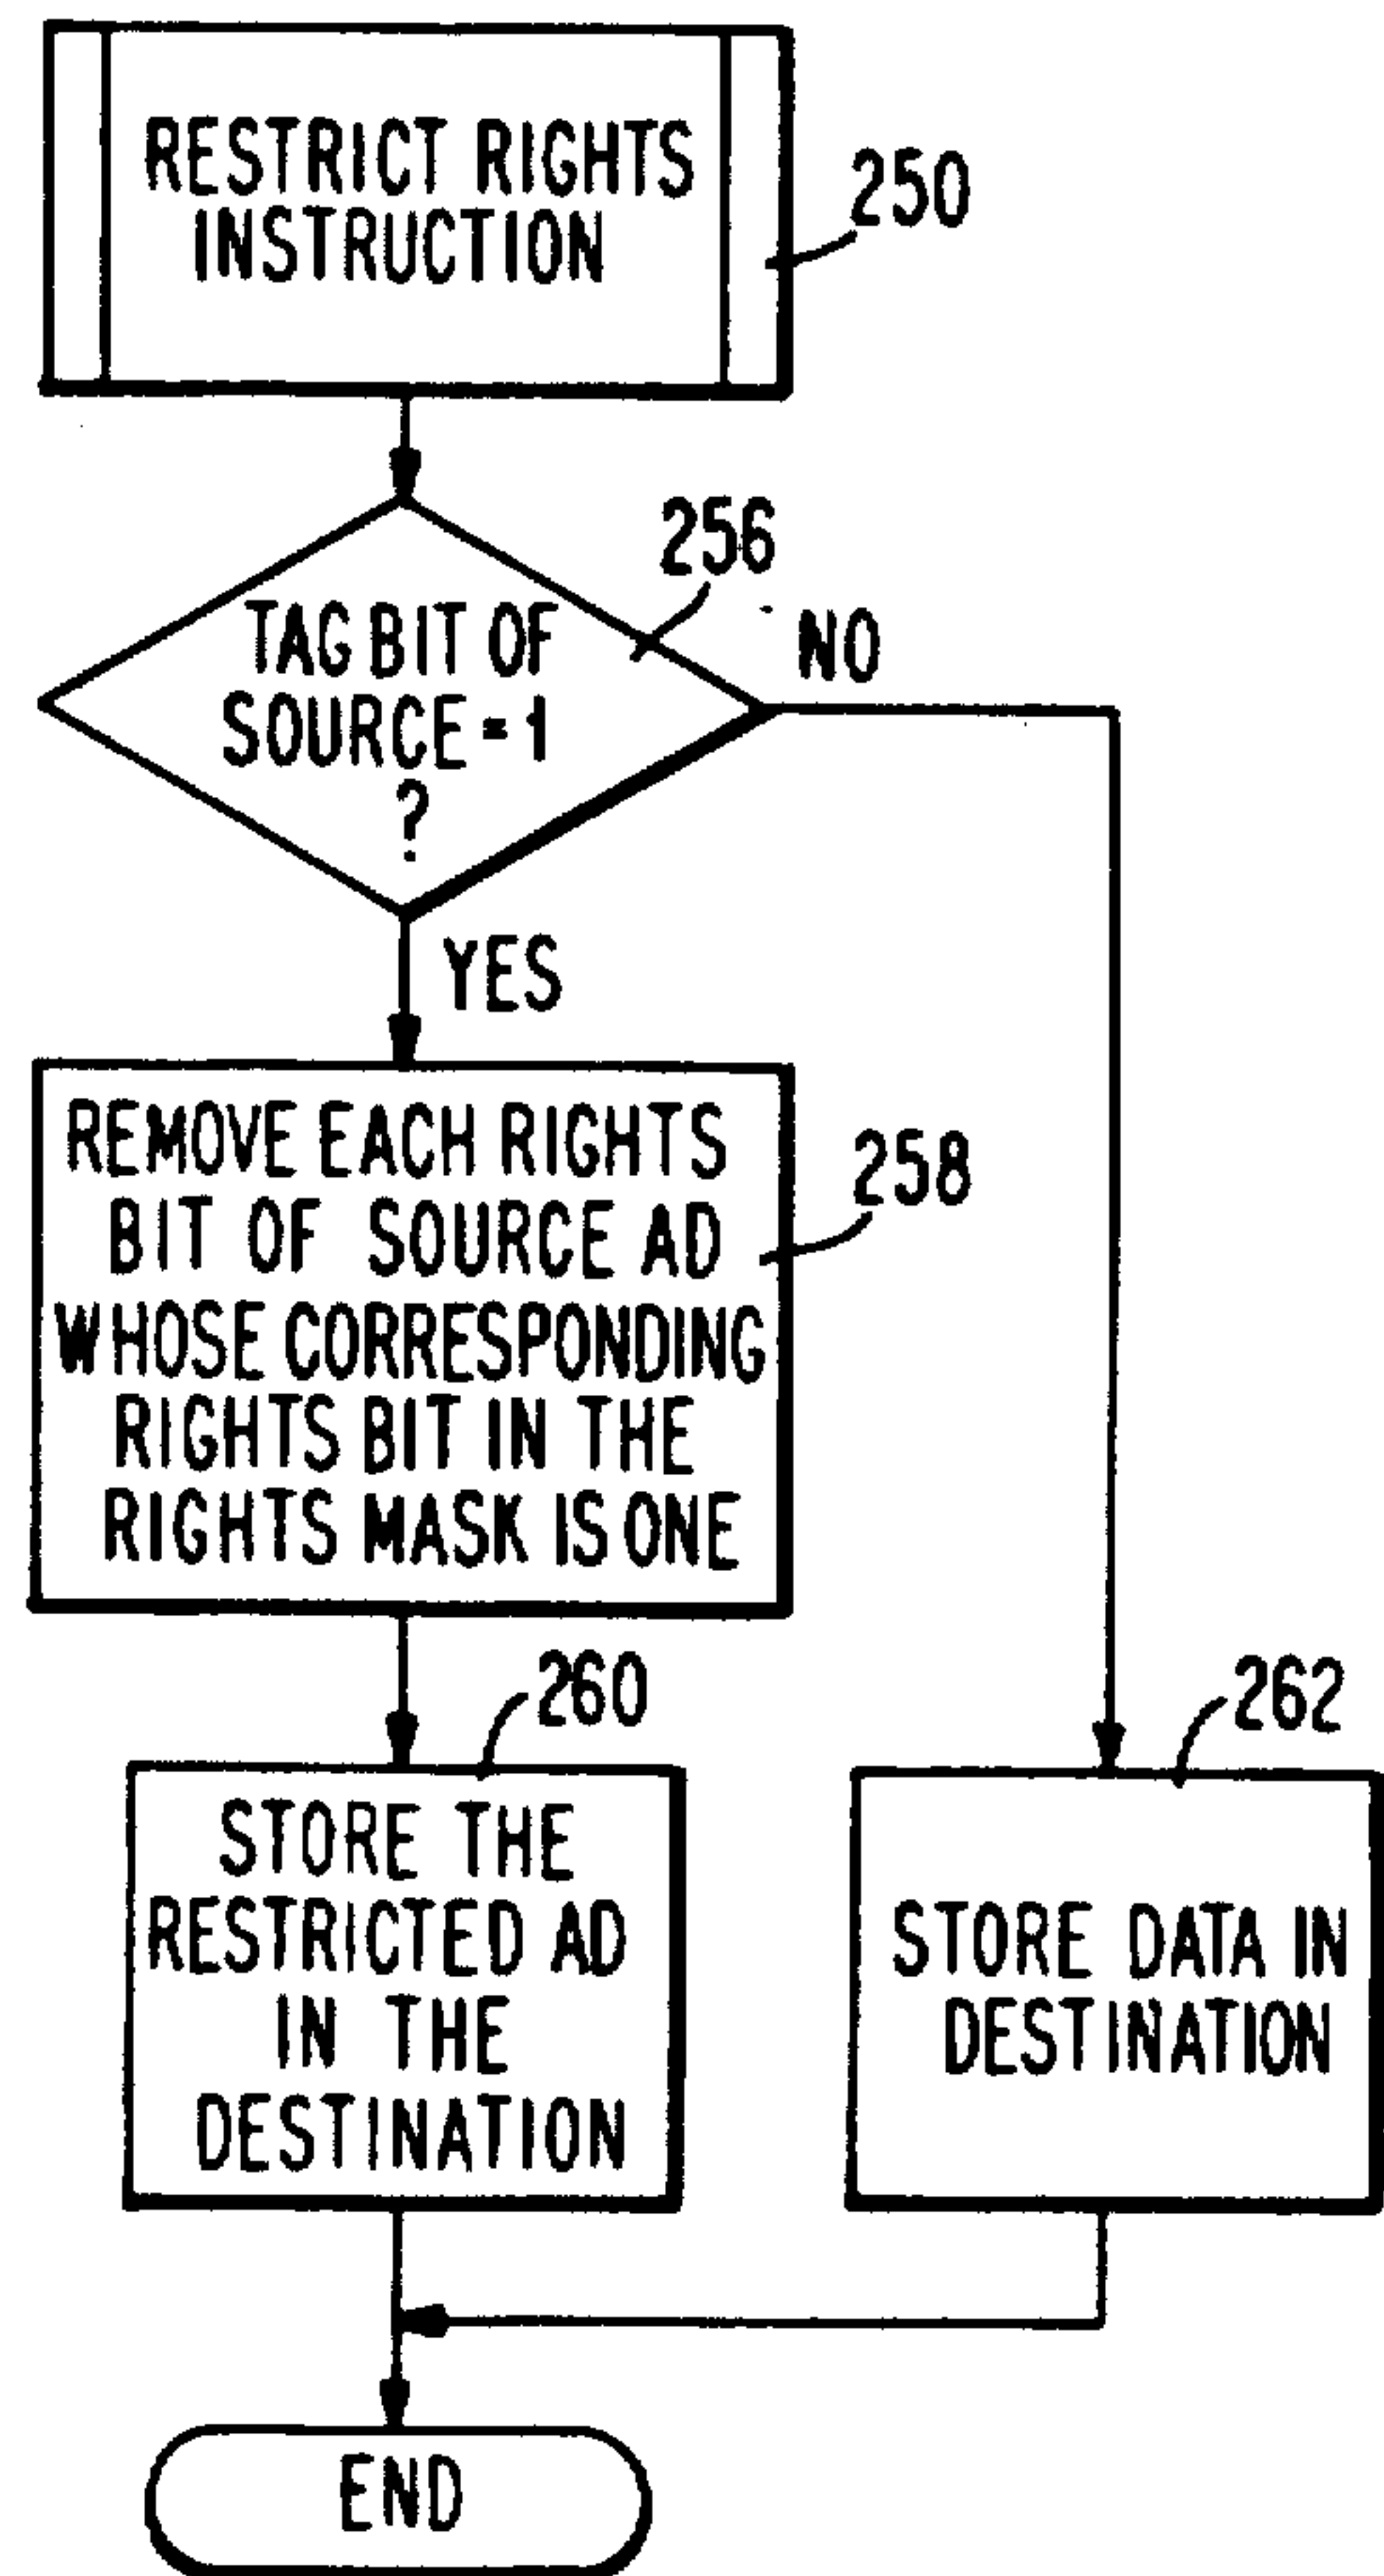 RESTRICT RIGHTS
INSTRUCTION
250
256
TAG BIT OF
SOURCE = 1
?
NO
YES
REMOVE EACH RIGHTS
BIT OF SOURCE AD
WHOSE CORRESPONDING
RIGHTS BIT IN THE
RIGHTS MASK IS ONE
258
260
STORE THE
RESTRICTED AD
IN THE
DESTINATION
262
STORE DATA IN
DESTINATION
END